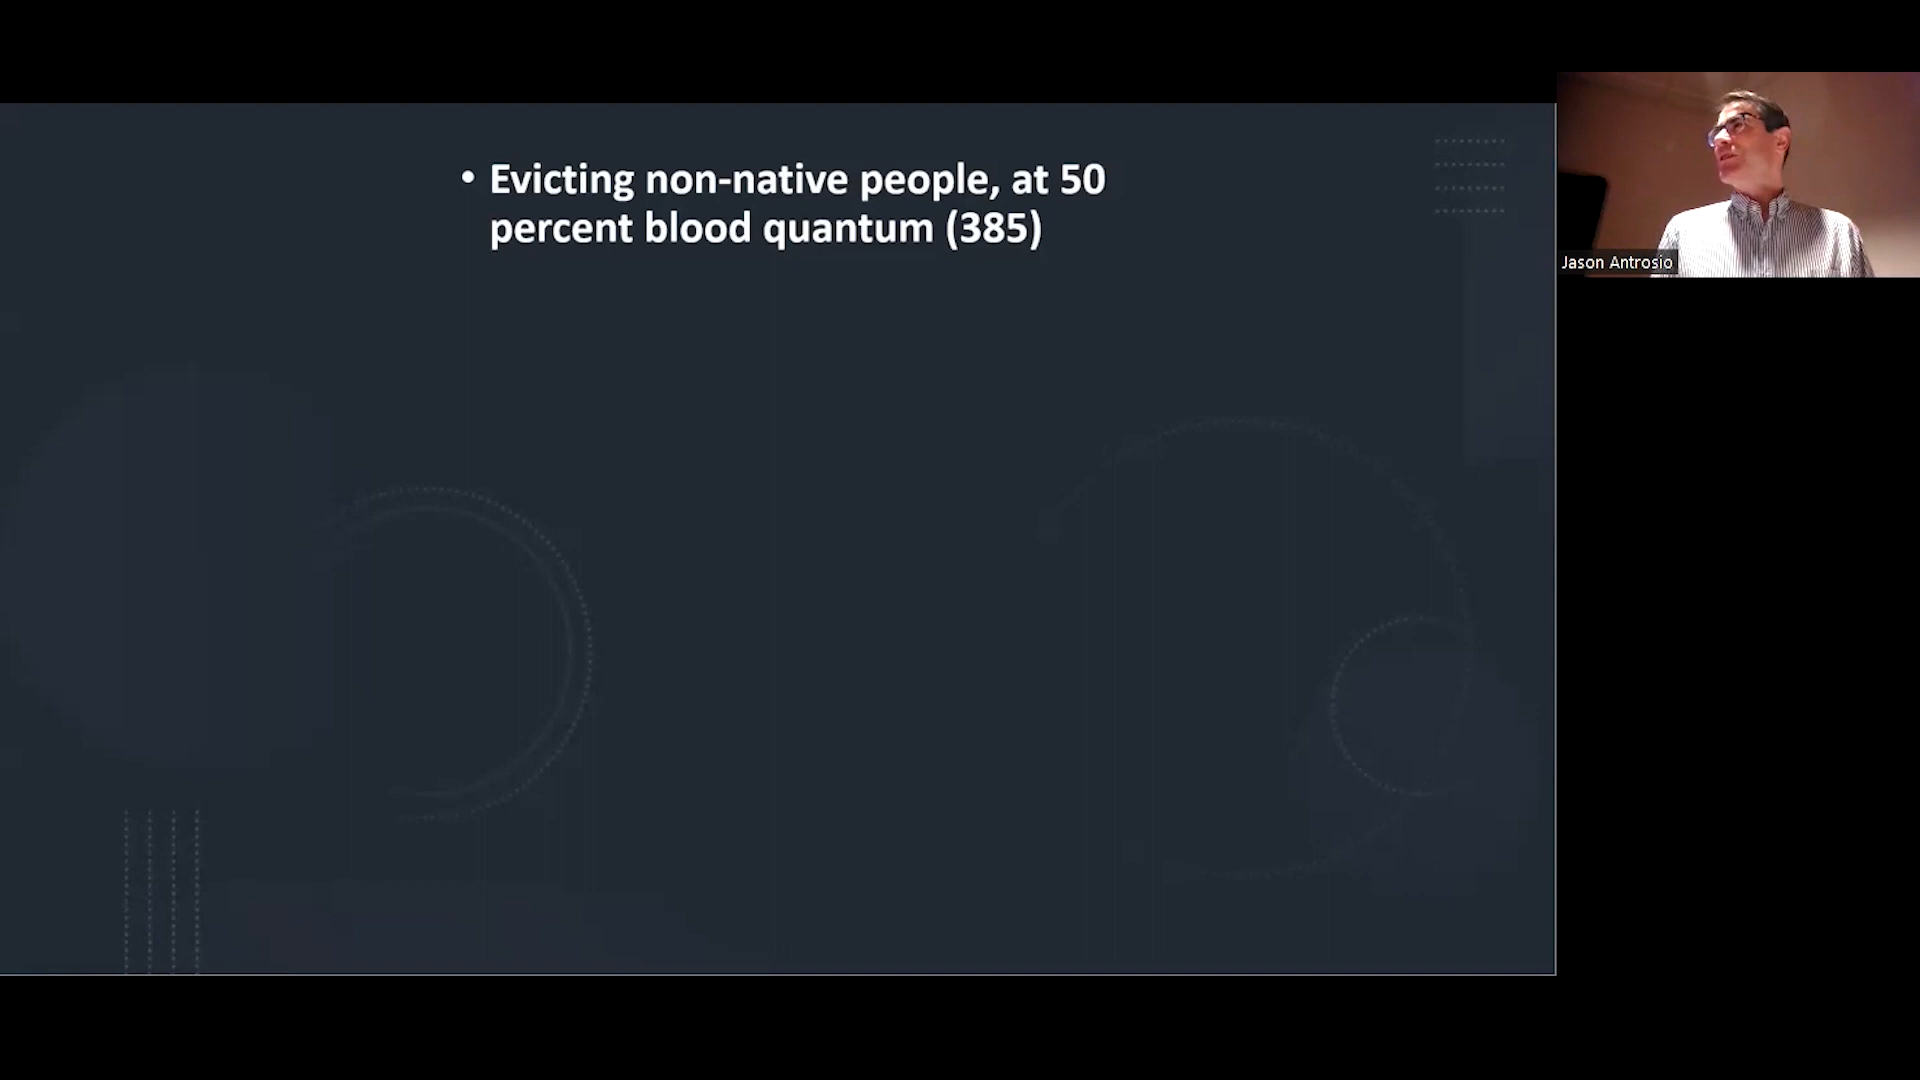 • Evicting non-native people, at 50
percent blood quantum (385)
Jason Antrosio